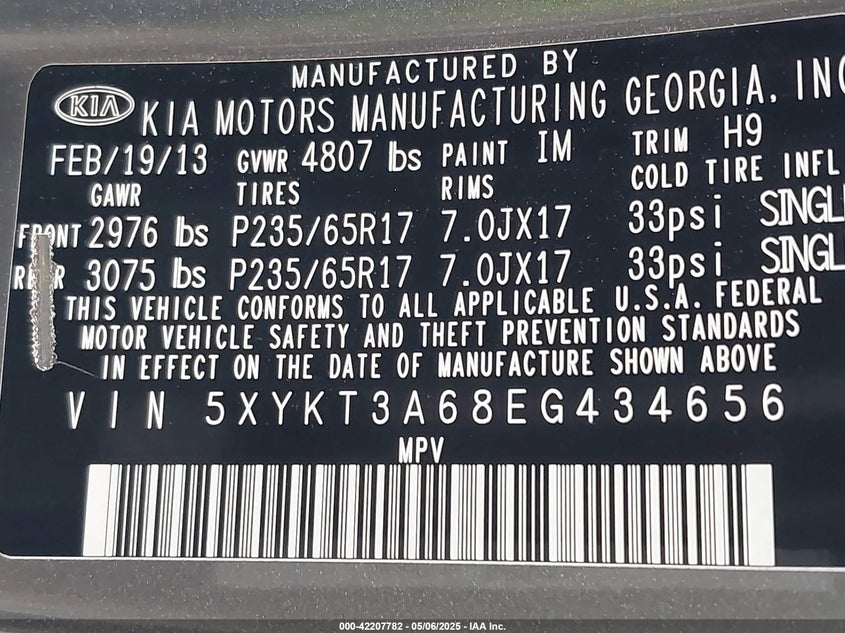 MANUFACTURED BY
KIA KIA MOTORS MANUFACTURING GEORGIA, INC
FEB/19/13 GVWR 4807 lbs PAINT IM TRIM H9
GAWR TIRES RIMS COLD TIRE INFL
FRONT 2976 lbs P235/65R17 7.0JX17 33psi SINGL
3075 lbs P235/65R17 7.0JX17 33psi SINGL
THIS VEHICLE CONFORMS TO ALL APPLICABLE U.S.A. FEDERAL
MOTOR VEHICLE SAFETY AND THEFT PREVENTION STANDARDS
IN EFFECT ON THE DATE OF MANUFACTURE SHOWN ABOVE
VIN 5XYKT3A68EG434656
MPV
000-42207782 - 05/06/2025 - IAA Inc.